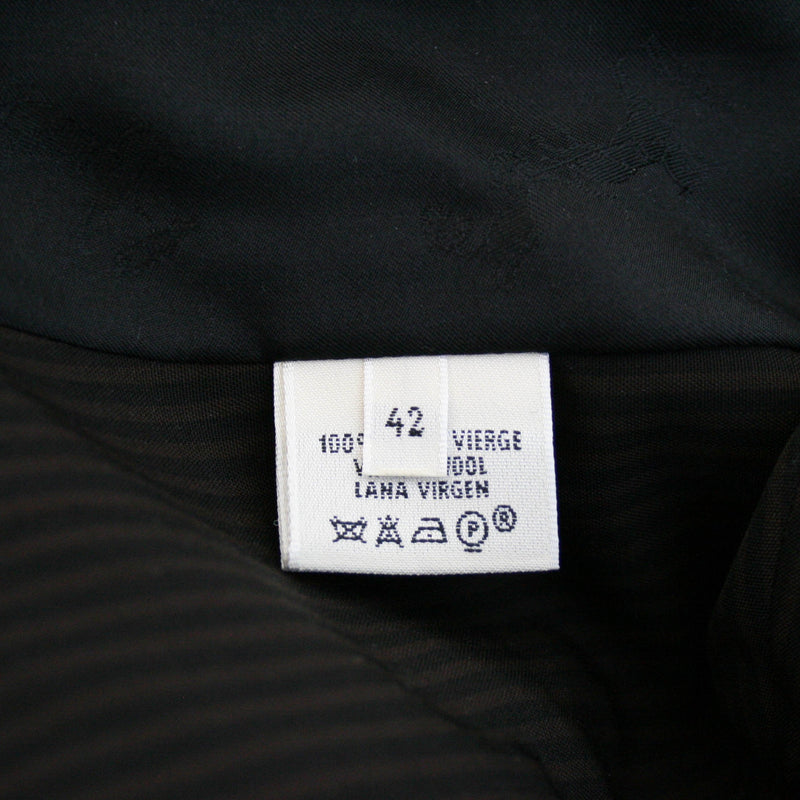 42
100% VIERGE
LANA VIRGEN
P ®